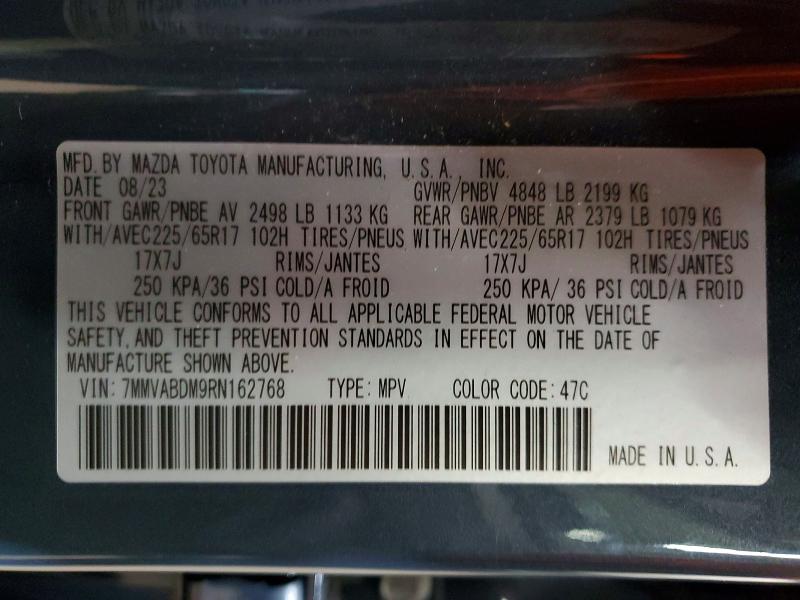 MFD. BY MAZDA TOYOTA MANUFACTURING, U.S.A., INC.
DATE 08/23 GVWR/PNBV 4848 LB 2199 KG
FRONT GAWR/PNBE AV 2498 LB 1133 KG REAR GAWR/PNBE AR 2379 LB 1079 KG
WITH/AVEC225/65R17 102H TIRES/PNEUS WITH/AVEC225/65R17 102H TIRES/PNEUS
17X7J RIMS/JANTES 17X7J RIMS/JANTES
250 KPA/36 PSI COLD/A FROID 250 KPA/ 36 PSI COLD/A FROID
THIS VEHICLE CONFORMS TO ALL APPLICABLE FEDERAL MOTOR VEHICLE
SAFETY, AND THEFT PREVENTION STANDARDS IN EFFECT ON THE DATE OF
MANUFACTURE SHOWN ABOVE.
VIN: 7MMVABDM9RN162768 TYPE: MPV COLOR CODE: 47C
MADE IN U.S.A.